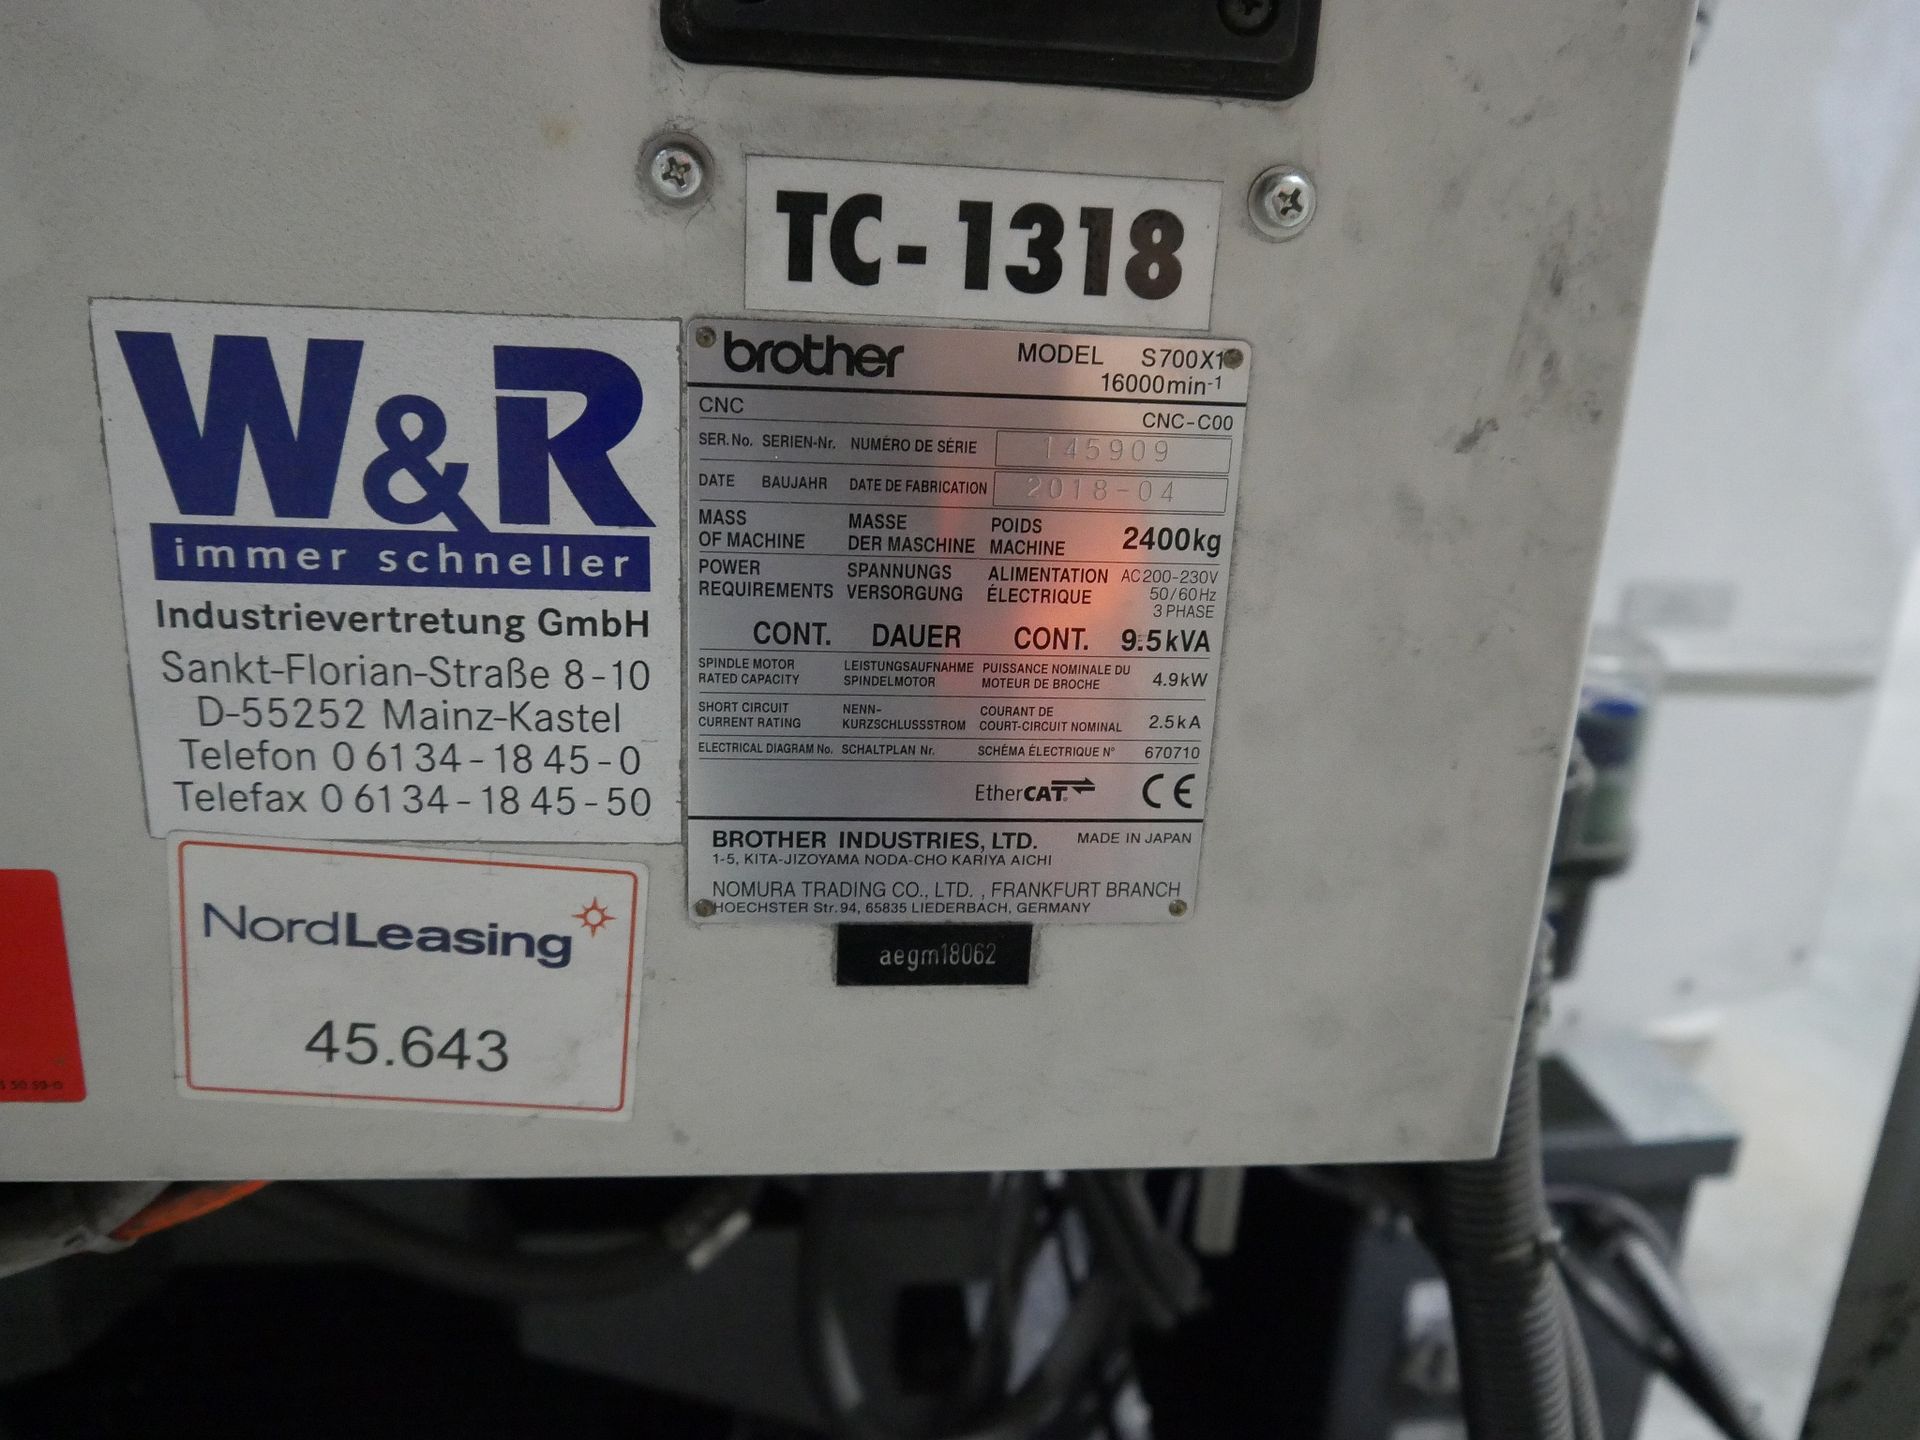 TC-1318
W&R
immer schneller
Industrievertretung GmbH
Sankt-Florian-Straße 8-10
D-55252 Mainz-Kastel
Telefon 0 61 34-18 45-0
Telefax 0 61 34-18 45-50
brother MODEL S700X1
16000min-1
CNC CNC-C00
SER.No. SERIEN-Nr. NUMÉRO DE SÉRIE 145909
DATE BAUJAHR DATE DE FABRICATION 2018-04
MASS MASSE POIDS
OF MACHINE DER MASCHINE MACHINE 2400kg
POWER SPANNUNGS ALIMENTATION AC200-230V
REQUIREMENTS VERSORGUNG ÉLECTRIQUE 50/60Hz
3 PHASE
CONT. DAUER CONT. 9.5kVA
SPINDLE MOTOR LEISTUNGSAUFNAHME PUISSANCE NOMINALE DU
RATED CAPACITY SPINDELMOTOR MOTEUR DE BROCHE 4.9kW
SHORT CIRCUIT NENN- COURANT DE
CURRENT RATING KURZSCHLUSSSTROM COURT-CIRCUIT NOMINAL 2.5kA
ELECTRICAL DIAGRAM No. SCHALTPLAN Nr. SCHÉMA ÉLECTRIQUE N° 670710
EtherCAT CE
BROTHER INDUSTRIES, LTD. MADE IN JAPAN
1-5, KITA-JIZOYAMA NODA-CHO KARIYA AICHI
NOMURA TRADING CO., LTD. , FRANKFURT BRANCH
HOECHSTER Str. 94, 65835 LIEDERBACH, GERMANY
aegm18062
NordLeasing
45.643